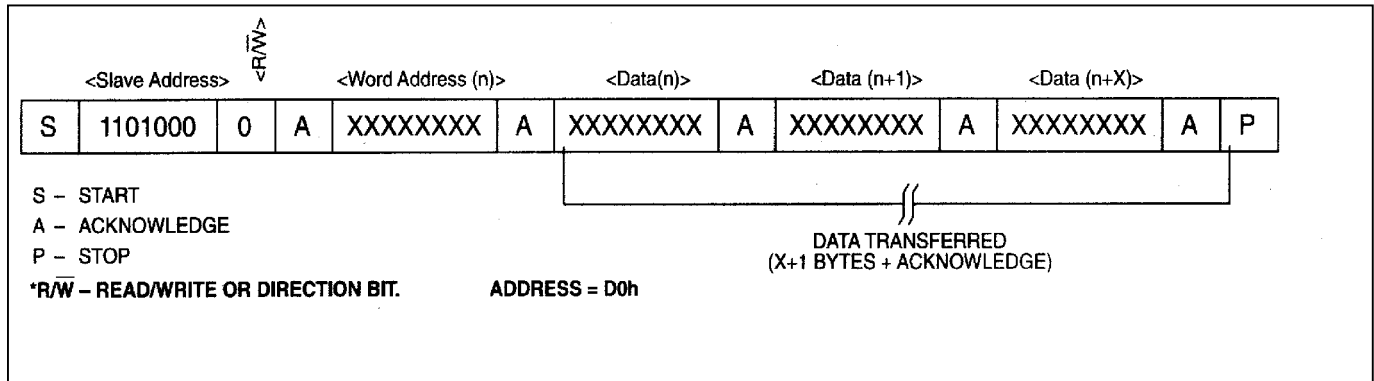 <R/W̅>
<Slave Address> <Word Address (n)> <Data(n)> <Data (n+1)> <Data (n+X)>
S 1101000 0 A XXXXXXXX A XXXXXXXX A XXXXXXXX A XXXXXXXX A P
S – START
A – ACKNOWLEDGE
P – STOP
DATA TRANSFERRED
(X+1 BYTES + ACKNOWLEDGE)
*R/W̅ – READ/WRITE OR DIRECTION BIT. ADDRESS = D0h